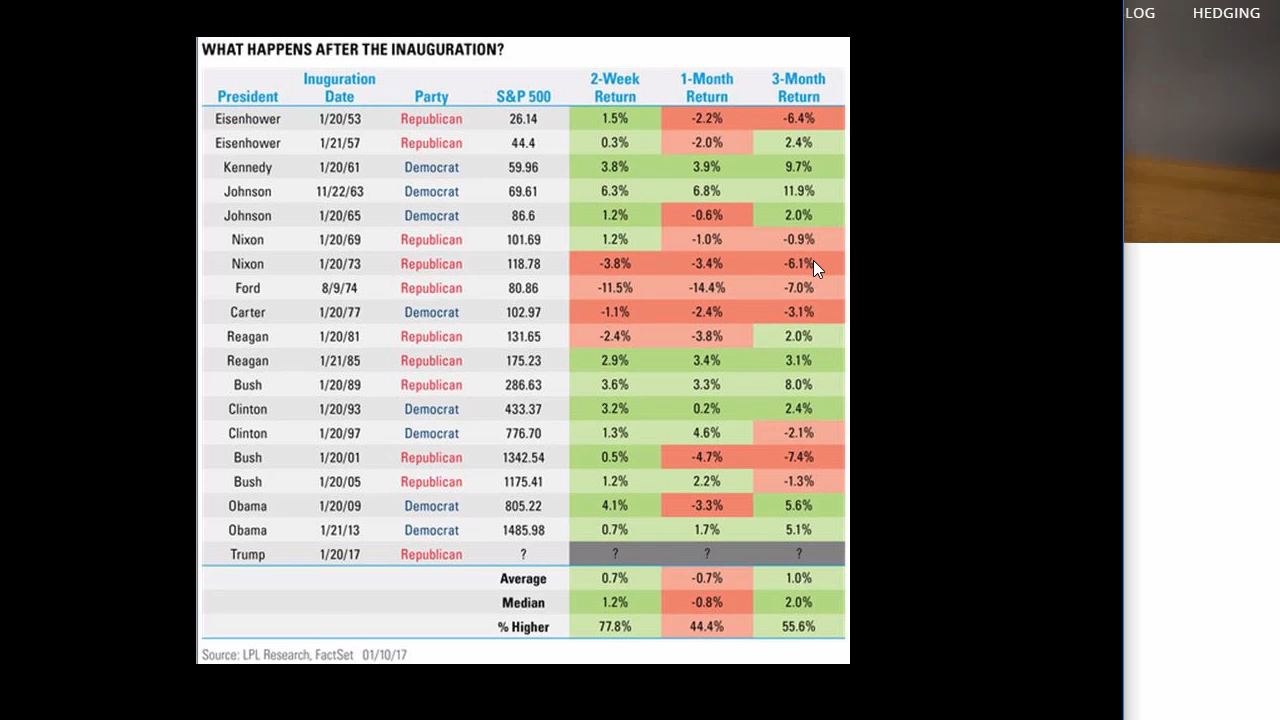 LOG HEDGING
WHAT HAPPENS AFTER THE INAUGURATION?
Inuguration 2-Week 1-Month 3-Month
President Date Party S&P 500 Return Return Return
Eisenhower 1/20/53 Republican 26.14 1.5% -2.2% -6.4%
Eisenhower 1/21/57 Republican 44.4 0.3% -2.0% 2.4%
Kennedy 1/20/61 Democrat 59.96 3.8% 3.9% 9.7%
Johnson 11/22/63 Democrat 69.61 6.3% 6.8% 11.9%
Johnson 1/20/65 Democrat 86.6 1.2% -0.6% 2.0%
Nixon 1/20/69 Republican 101.69 1.2% -1.0% -0.9%
Nixon 1/20/73 Republican 118.78 -3.8% -3.4% -6.1%
Ford 8/9/74 Republican 80.86 -11.5% -14.4% -7.0%
Carter 1/20/77 Democrat 102.97 -1.1% -2.4% -3.1%
Reagan 1/20/81 Republican 131.65 -2.4% -3.8% 2.0%
Reagan 1/21/85 Republican 175.23 2.9% 3.4% 3.1%
Bush 1/20/89 Republican 286.63 3.6% 3.3% 8.0%
Clinton 1/20/93 Democrat 433.37 3.2% 0.2% 2.4%
Clinton 1/20/97 Democrat 776.70 1.3% 4.6% -2.1%
Bush 1/20/01 Republican 1342.54 0.5% -4.7% -7.4%
Bush 1/20/05 Republican 1175.41 1.2% 2.2% -1.3%
Obama 1/20/09 Democrat 805.22 4.1% -3.3% 5.6%
Obama 1/21/13 Democrat 1485.98 0.7% 1.7% 5.1%
Trump 1/20/17 Republican ? ? ? ?
Average 0.7% -0.7% 1.0%
Median 1.2% -0.8% 2.0%
% Higher 77.8% 44.4% 55.6%
Source: LPL Research, FactSet 01/10/17